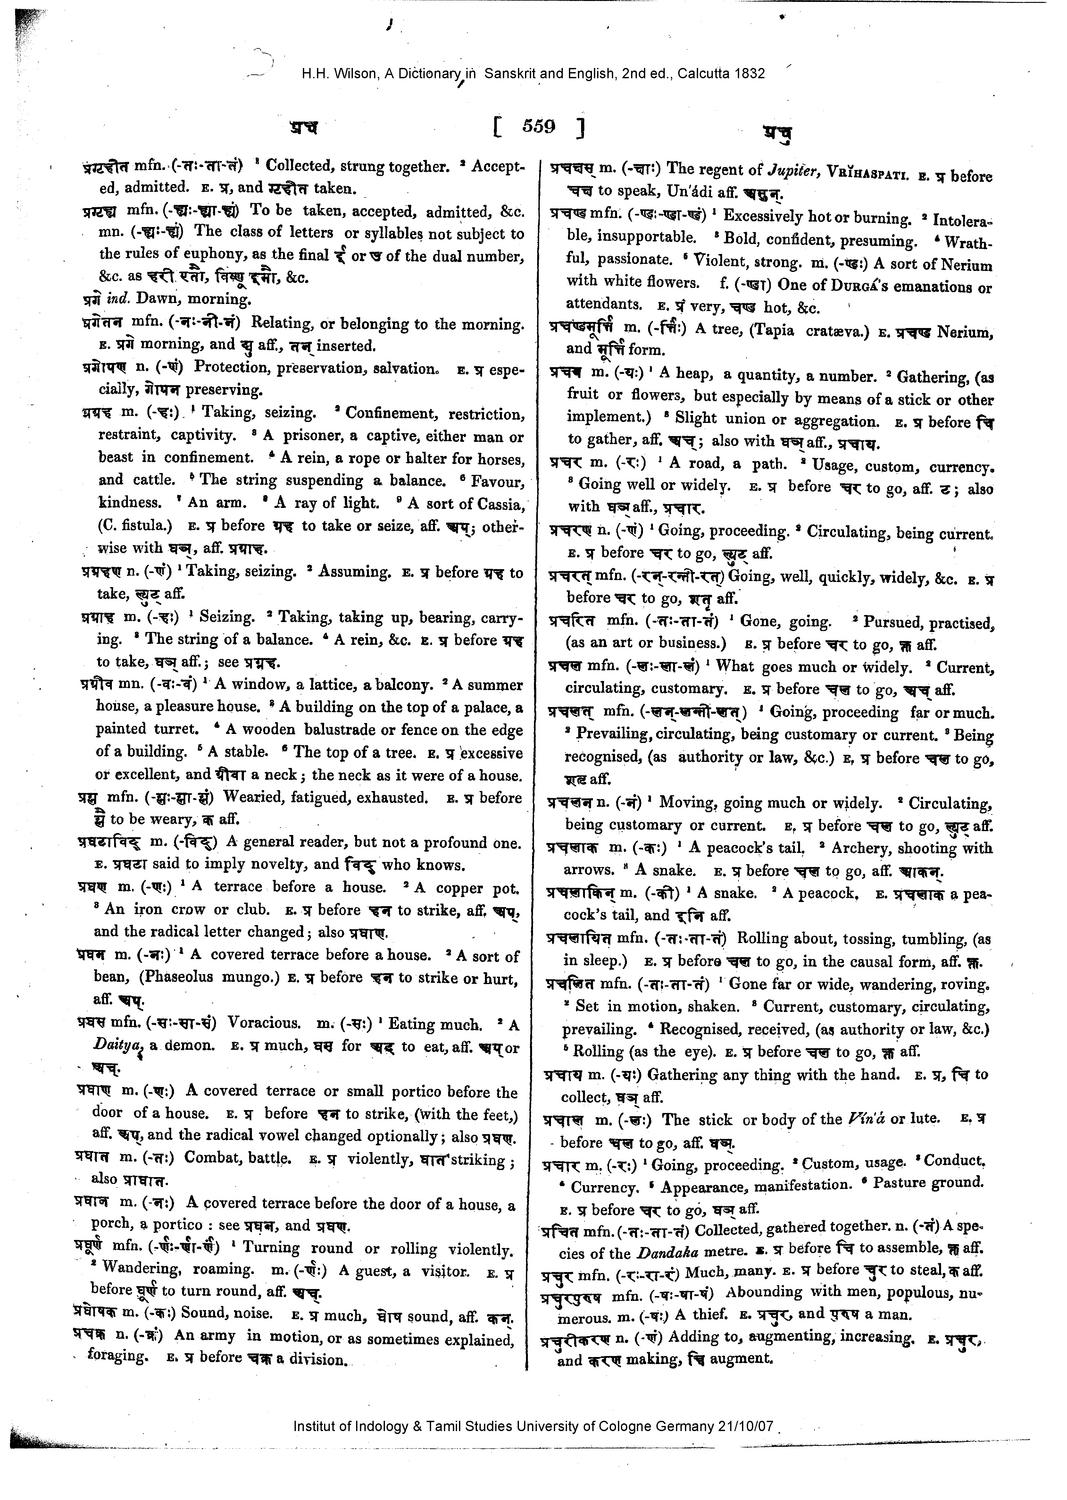 H.H. Wilson, A Dictionary in Sanskrit and English, 2nd ed., Calcutta 1832
प्रच [ 559 ] प्रचु
प्रगृहीत mfn. (-तः-ता-तं) ¹ Collected, strung together. ² Accept-
ed, admitted. E. प्र, and गृहीत taken.
प्रगृह्य mfn. (-ह्यः-ह्या-ह्यं) To be taken, accepted, admitted, &c.
mn. (-ह्यः-ह्यं) The class of letters or syllables not subject to
the rules of euphony, as the final ई or ऊ of the dual number,
&c. as हरी एतौ, विष्णू इमौ, &c.
प्रगे ind. Dawn, morning.
प्रगेतन mfn. (-नः-नी-नं) Relating, or belonging to the morning.
E. प्रगे morning, and ट्यु aff., तन् inserted.
प्रगोपण n. (-णं) Protection, preservation, salvation. E. प्र espe-
cially, गोपन preserving.
प्रग्रह m. (-हः) ¹ Taking, seizing. ² Confinement, restriction,
restraint, captivity. ³ A prisoner, a captive, either man or
beast in confinement. ⁴ A rein, a rope or halter for horses,
and cattle. ⁵ The string suspending a balance. ⁶ Favour,
kindness. ⁷ An arm. ⁸ A ray of light. ⁹ A sort of Cassia,
(C. fistula.) E. प्र before ग्रह to take or seize, aff. अप्; other-
wise with घञ्, aff. प्रग्राह.
प्रग्रहण n. (-णं) ¹ Taking, seizing. ² Assuming. E. प्र before ग्रह to
take, ल्युट् aff.
प्रग्राह m. (-हः) ¹ Seizing. ² Taking, taking up, bearing, carry-
ing. ³ The string of a balance. ⁴ A rein, &c. E. प्र before ग्रह
to take, घञ् aff.; see प्रग्रह.
प्रग्रीव mn. (-वः-वं) ¹ A window, a lattice, a balcony. ² A summer
house, a pleasure house. ³ A building on the top of a palace, a
painted turret. ⁴ A wooden balustrade or fence on the edge
of a building. ⁵ A stable. ⁶ The top of a tree. E. प्र excessive
or excellent, and ग्रीवा a neck; the neck as it were of a house.
प्रग्ल mfn. (-ग्लः-ग्ला-ग्लं) Wearied, fatigued, exhausted. E. प्र before
ग्लै to be weary, क aff.
प्रघटाविद् m. (-विद्) A general reader, but not a profound one.
E. प्रघटा said to imply novelty, and विद् who knows.
प्रघण m. (-णः) ¹ A terrace before a house. ² A copper pot.
³ An iron crow or club. E. प्र before हन to strike, aff. अप्,
and the radical letter changed; also प्रघाण.
प्रघन m. (-नः) ¹ A covered terrace before a house. ² A sort of
bean, (Phaseolus mungo.) E. प्र before हन to strike or hurt,
aff. अप्.
प्रघस mfn. (-सः-सा-सं) Voracious. m. (-सः) ¹ Eating much. ² A
Daitya, a demon. E. प्र much, घस for अद् to eat, aff. अप् or
अच्.
प्रघाण m. (-णः) A covered terrace or small portico before the
door of a house. E. प्र before हन to strike, (with the feet,)
aff. अप्, and the radical vowel changed optionally; also प्रघण.
प्रघात m. (-तः) Combat, battle. E. प्र violently, घात striking;
also प्राघात.
प्रघान m. (-नः) A covered terrace before the door of a house, a
porch, a portico : see प्रघन, and प्रघण.
प्रघूर्ण mfn. (-र्णः-र्णा-र्णं) ¹ Turning round or rolling violently.
² Wandering, roaming. m. (-र्णः) A guest, a visitor. E. प्र
before घूर्ण to turn round, aff. अच्.
प्रघोषक m. (-कः) Sound, noise. E. प्र much, घोष sound, aff. कन्.
प्रचक्र n. (-क्रं) An army in motion, or as sometimes explained,
foraging. E. प्र before चक्र a division.
प्रचक्षस् m. (-क्षाः) The regent of Jupiter, VRĬHASPATI. E. प्र before
चक्ष to speak, Un'ádi aff. असुन्.
प्रचण्ड mfn. (-ण्डः-ण्डा-ण्डं) ¹ Excessively hot or burning. ² Intolera-
ble, insupportable. ³ Bold, confident, presuming. ⁴ Wrath-
ful, passionate. ⁵ Violent, strong. m. (-ण्डः) A sort of Nerium
with white flowers. f. (-ण्डा) One of DURGÁ's emanations or
attendants. E. प्र very, चण्ड hot, &c.
प्रचण्डमूर्त्ति m. (-र्त्तिः) A tree, (Tapia cratæva.) E. प्रचण्ड Nerium,
and मूर्त्ति form.
प्रचय m. (-यः) ¹ A heap, a quantity, a number. ² Gathering, (as
fruit or flowers, but especially by means of a stick or other
implement.) ³ Slight union or aggregation. E. प्र before चि
to gather, aff. अच्; also with घञ् aff., प्रचाय.
प्रचर m. (-रः) ¹ A road, a path. ² Usage, custom, currency.
³ Going well or widely. E. प्र before चर to go, aff. ट; also
with घञ् aff., प्रचार.
प्रचरण n. (-णं) ¹ Going, proceeding. ² Circulating, being current.
E. प्र before चर to go, ल्युट् aff.
प्रचरत् mfn. (-रन्-रन्ती-रत्) Going, well, quickly, widely, &c. E. प्र
before चर to go, शतृ aff.
प्रचरित mfn. (-तः-ता-तं) ¹ Gone, going. ² Pursued, practised,
(as an art or business.) E. प्र before चर to go, क्त aff.
प्रचल mfn. (-लः-ला-लं) ¹ What goes much or widely. ² Current,
circulating, customary. E. प्र before चल to go, अच् aff.
प्रचलत् mfn. (-लन्-लन्ती-लत्) ¹ Going, proceeding far or much.
² Prevailing, circulating, being customary or current. ³ Being
recognised, (as authority or law, &c.) E, प्र before चल to go,
शतृ aff.
प्रचलन n. (-नं) ¹ Moving, going much or widely. ² Circulating,
being customary or current. E. प्र before चल to go, ल्युट् aff.
प्रचलाक m. (-कः) ¹ A peacock's tail. ² Archery, shooting with
arrows. ³ A snake. E. प्र before चल to go, aff. आकन्.
प्रचलाकिन् m. (-की) ¹ A snake. ² A peacock. E. प्रचलाक a pea-
cock's tail, and इनि aff.
प्रचलायित mfn. (-तः-ता-तं) Rolling about, tossing, tumbling, (as
in sleep.) E. प्र before चल to go, in the causal form, aff. क्त.
प्रचलित mfn. (-तः-ता-तं) ¹ Gone far or wide, wandering, roving.
² Set in motion, shaken. ³ Current, customary, circulating,
prevailing. ⁴ Recognised, received, (as authority or law, &c.)
⁵ Rolling (as the eye). E. प्र before चल to go, क्त aff.
प्रचाय m. (-यः) Gathering any thing with the hand. E. प्र, चि to
collect, घञ् aff.
प्रचाल m. (-लः) The stick or body of the Vín'á or lute. E. प्र
before चल to go, aff. घञ्.
प्रचार m. (-रः) ¹ Going, proceeding. ² Custom, usage. ³ Conduct.
⁴ Currency. ⁵ Appearance, manifestation. ⁶ Pasture ground.
E. प्र before चर to go, घञ् aff.
प्रचित mfn. (-तः-ता-तं) Collected, gathered together. n. (-तं) A spe-
cies of the Dandaka metre. E. प्र before चि to assemble, क्त aff.
प्रचुर mfn. (-रः-रा-रं) Much, many. E. प्र before चुर to steal, क aff.
प्रचुरपुरुष mfn. (-षः-षा-षं) Abounding with men, populous, nu-
merous. m. (-षः) A thief. E. प्रचुर, and पुरुष a man.
प्रचुरीकरण n. (-णं) Adding to, augmenting, increasing. E. प्रचुर,
and करण making, च्वि augment.
Institut of Indology & Tamil Studies University of Cologne Germany 21/10/07